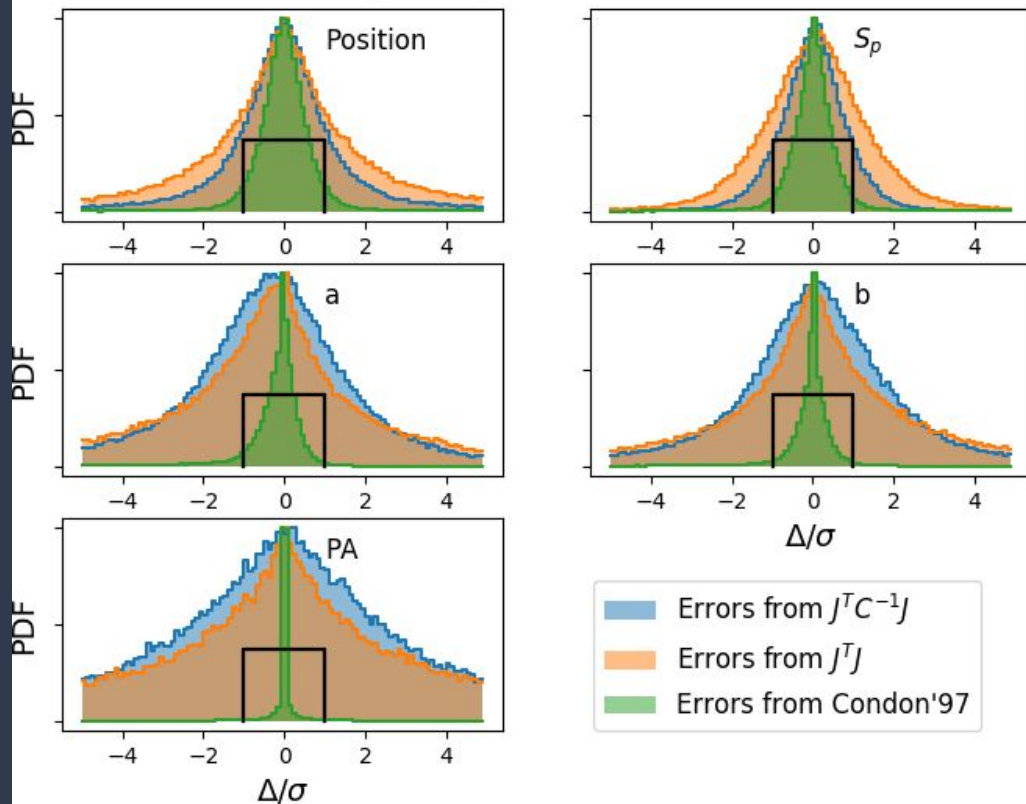 Position
PDF
−4 −2 0 2 4
S_p
−4 −2 0 2 4
a
PDF
−4 −2 0 2 4
b
−4 −2 0 2 4
Δ/σ
PA
PDF
−4 −2 0 2 4
Δ/σ
Errors from J^T C^{-1} J
Errors from J^T J
Errors from Condon'97